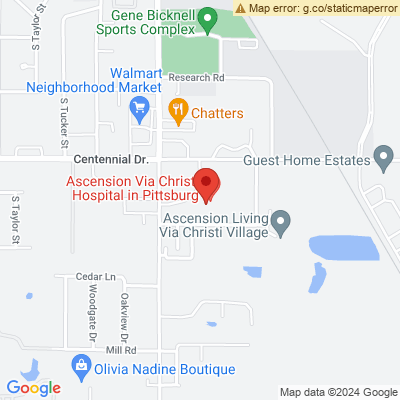 Map error: g.co/staticmaperror
Gene Bicknell
Sports Complex
S Taylor St
Walmart
Neighborhood Market
Research Rd
S Tucker St
Chatters
Centennial Dr.
Guest Home Estates
Ascension Via Christi
Hospital in Pittsburg
S Taylor St
Ascension Living
Via Christi Village
Cedar Ln
Woodgate Dr
Oakview Dr
Mill Rd
Olivia Nadine Boutique
Google
Map data ©2024 Google